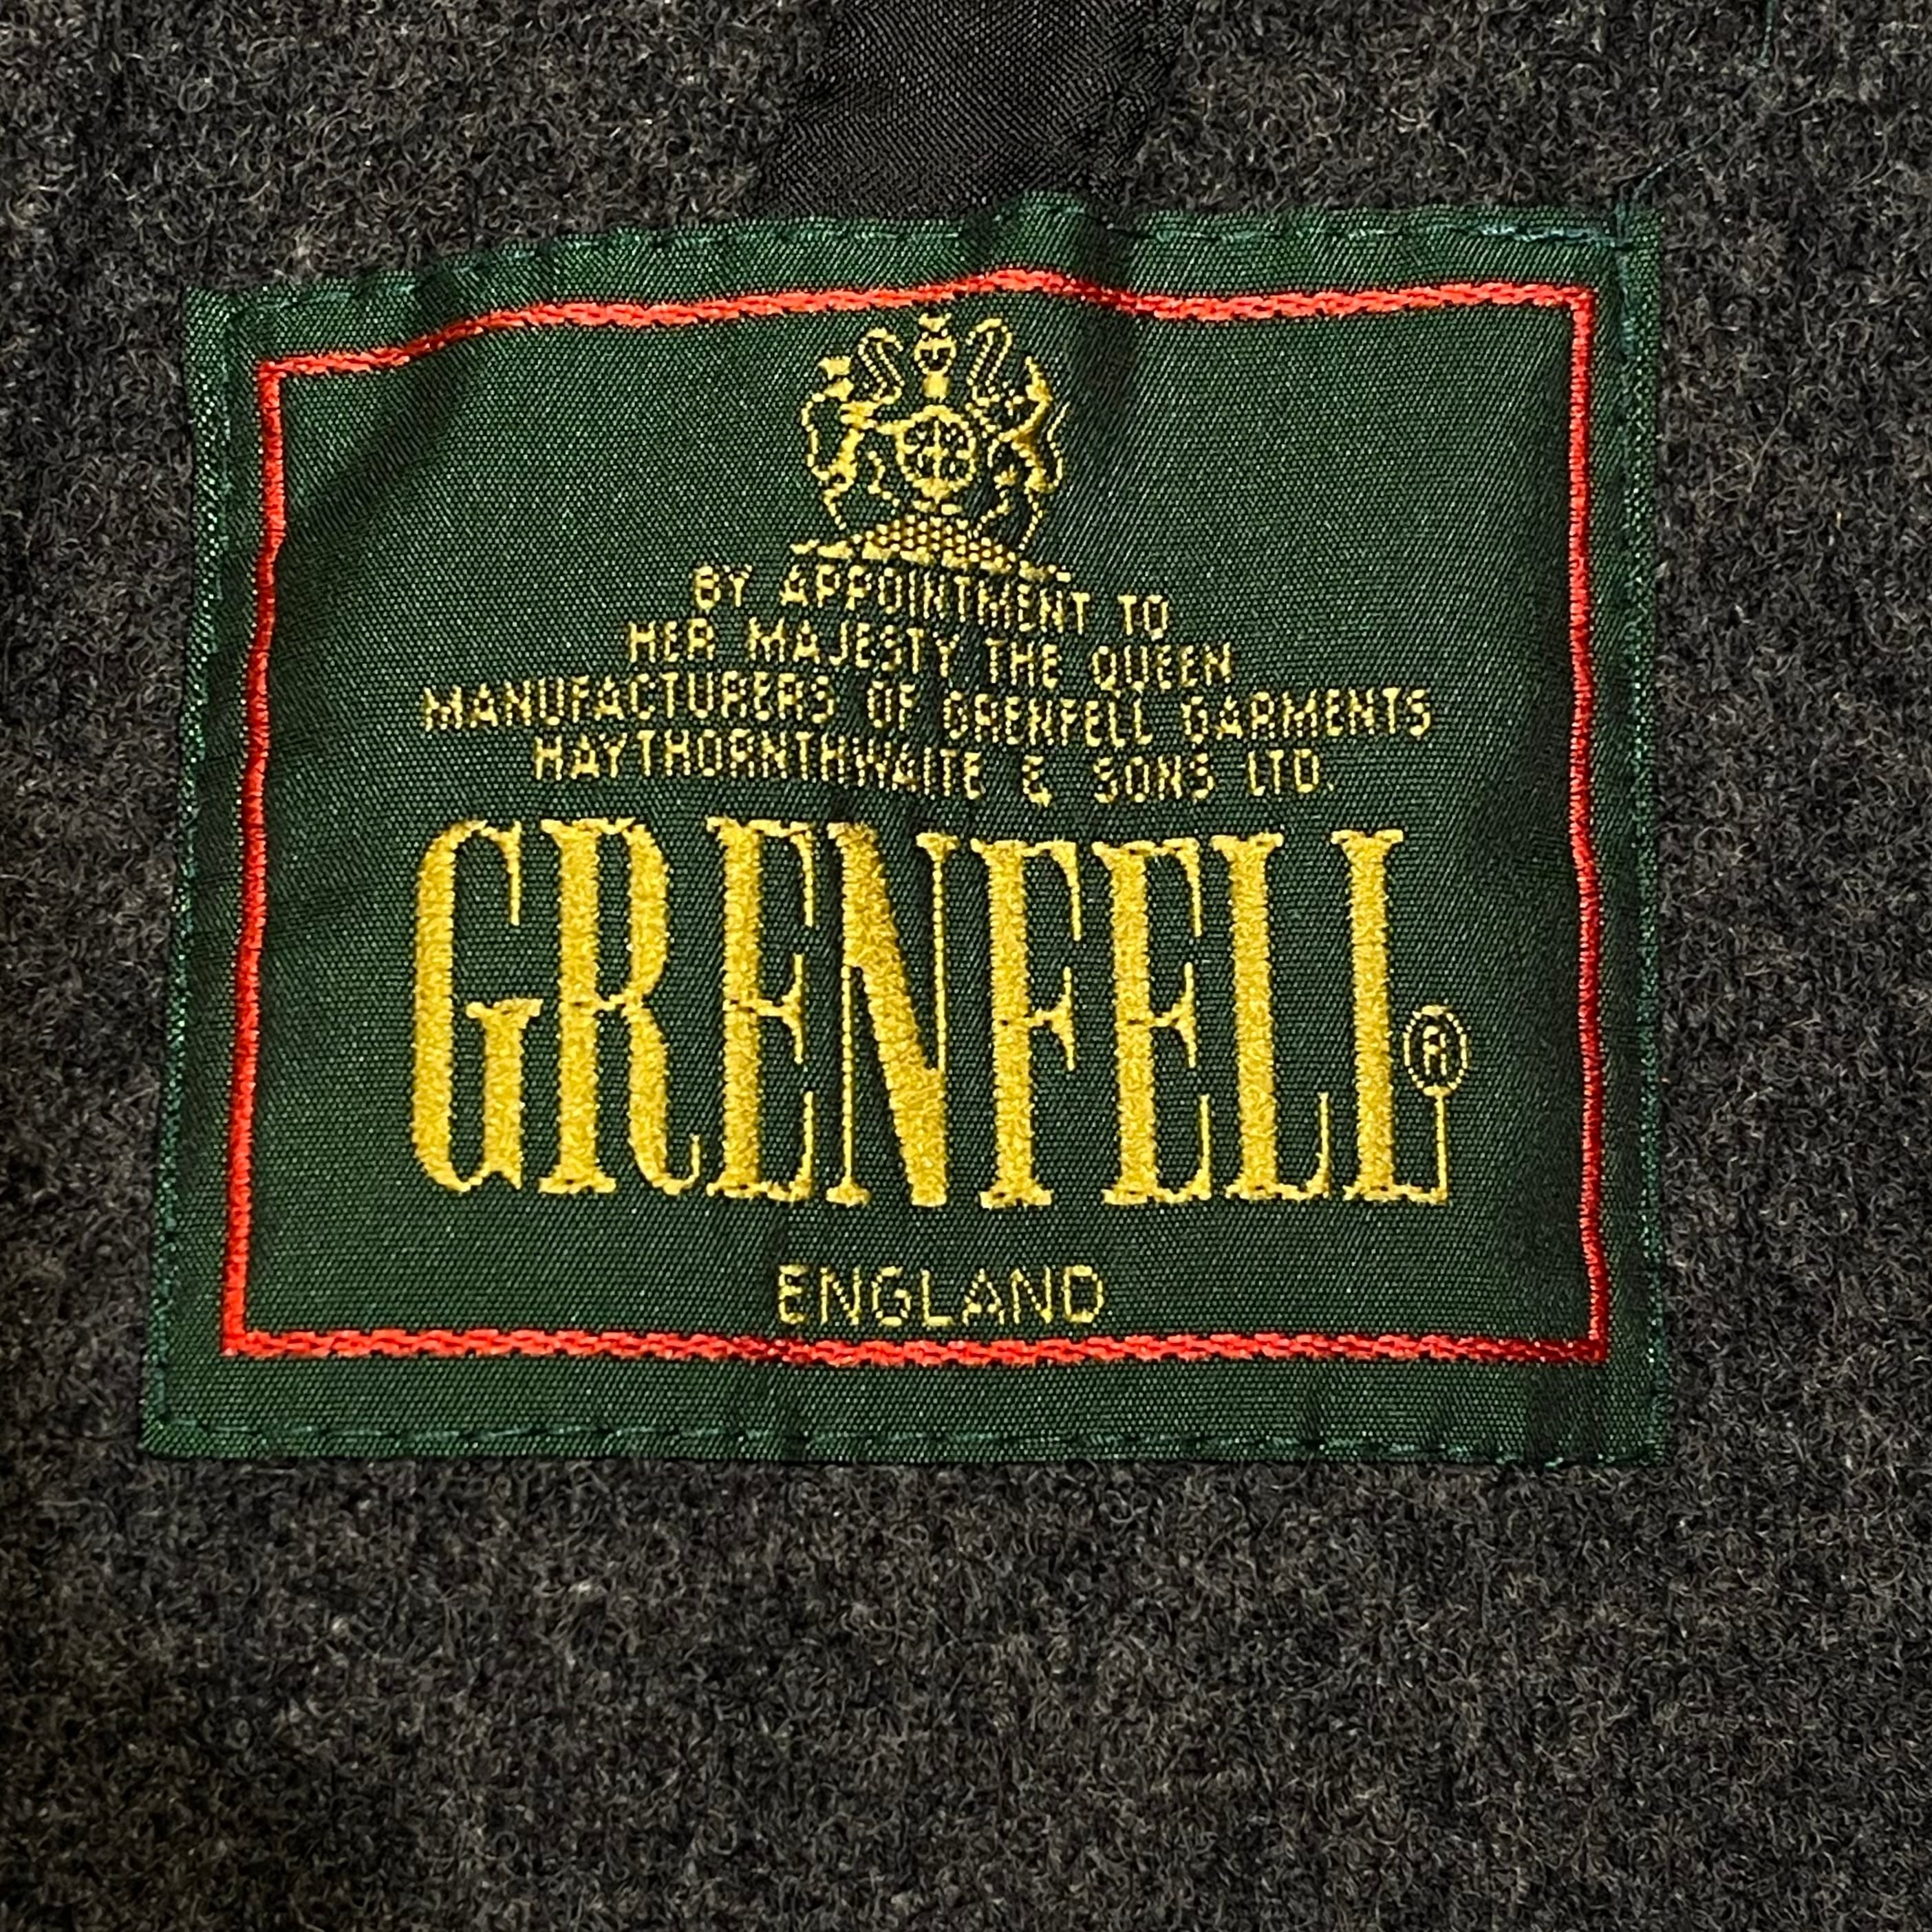 BY APPOINTMENT TO
HER MAJESTY THE QUEEN
MANUFACTURERS OF GRENFELL GARMENTS
HAYTHORNTHWAITE & SONS LTD.
GRENFELL®
ENGLAND